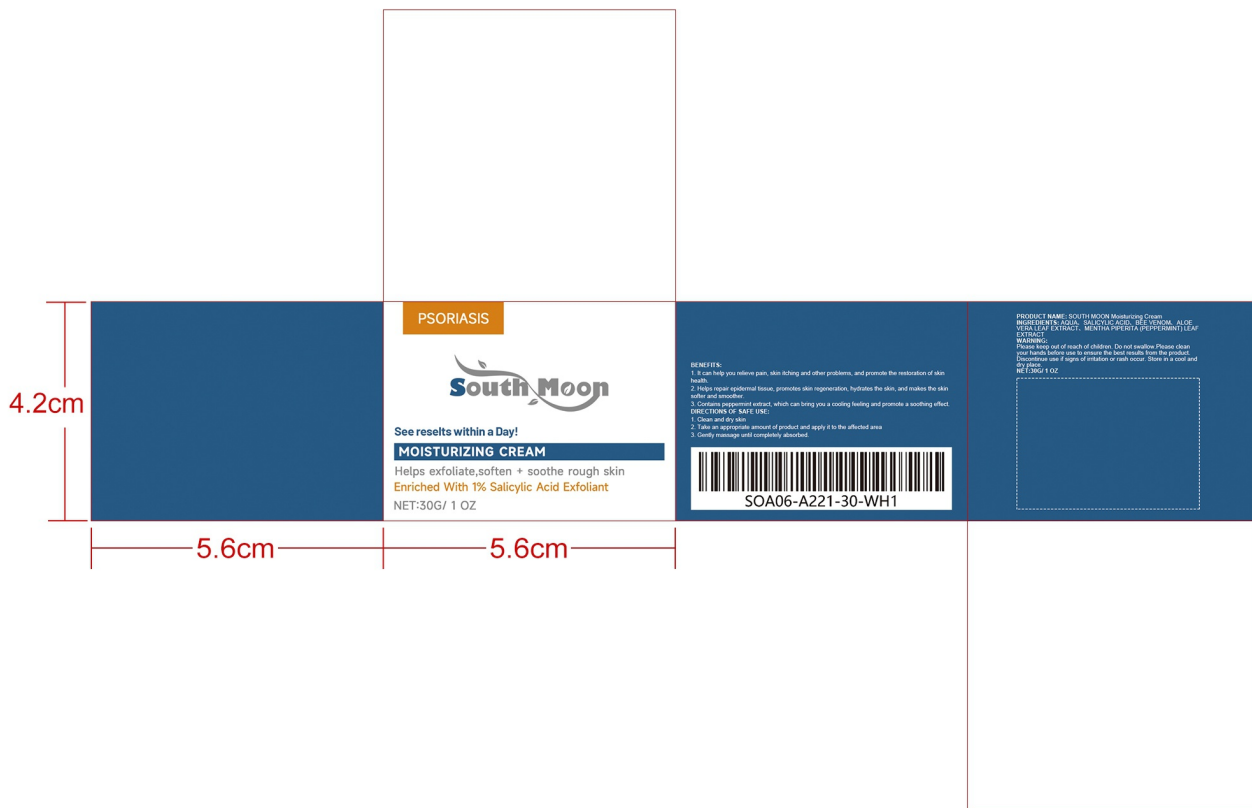 PSORIASIS
South Moon
See reselts within a Day!
MOISTURIZING CREAM
Helps exfoliate,soften + soothe rough skin
Enriched With 1% Salicylic Acid Exfoliant
NET:30G/ 1 OZ
4.2cm
5.6cm
5.6cm
BENEFITS:
1. It can help you relieve pain, skin itching and other problems, and promote the restoration of skin
health.
2. Helps repair epidermal tissue, promotes skin regeneration, hydrates the skin, and makes the skin
softer and smoother.
3. Contains peppermint extract, which can bring you a cooling feeling and promote a soothing effect.
DIRECTIONS OF SAFE USE:
1. Clean and dry skin
2. Take an appropriate amount of product and apply it to the affected area
3. Gently massage until completely absorbed.
SOA06-A221-30-WH1
PRODUCT NAME: SOUTH MOON Moisturizing Cream
INGREDIENTS: AQUA、SALICYLIC ACID、BEE VENOM、ALOE
VERA LEAF EXTRACT、MENTHA PIPERITA (PEPPERMINT) LEAF
EXTRACT
WARNING:
Please keep out of reach of children. Do not swallow.Please clean
your hands before use to ensure the best results from the product.
Discontinue use if signs of irritation or rash occur. Store in a cool and
dry place.
NET:30G/ 1 OZ